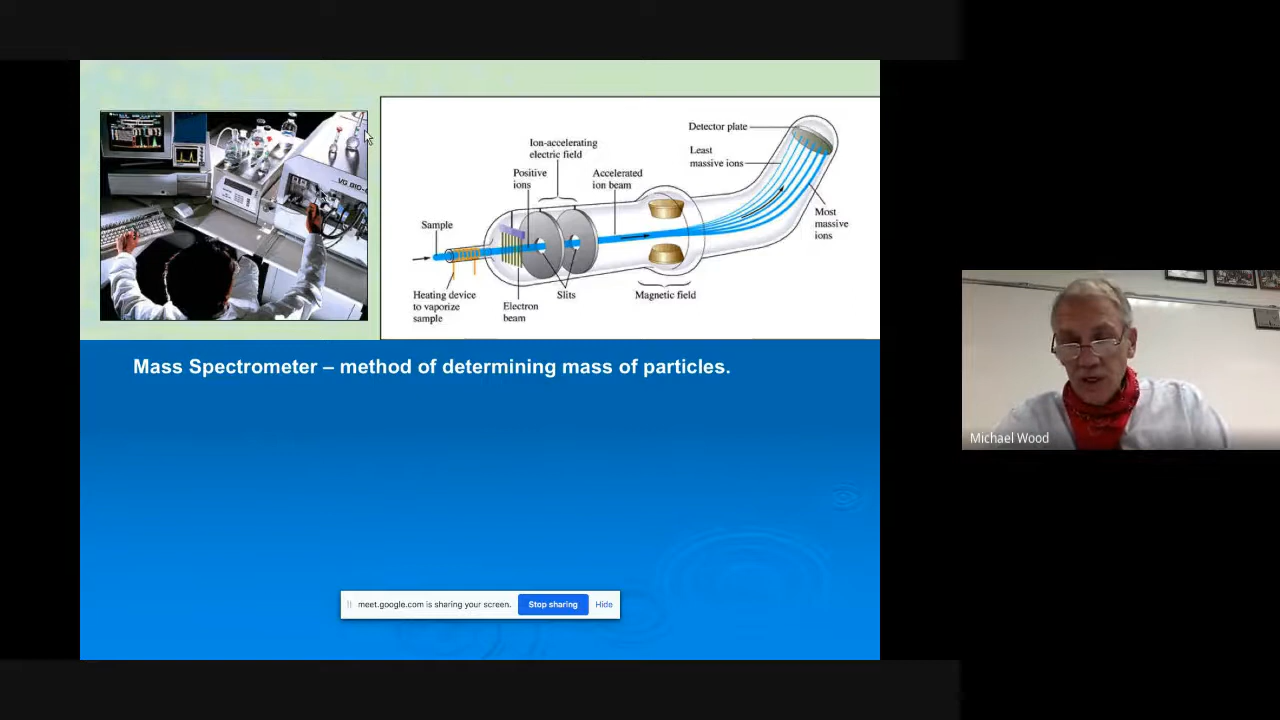 VG BIO-
Detector plate
Least
massive ions
Ion-accelerating
electric field
Positive
ions
Accelerated
ion beam
Sample
Most
massive
ions
Heating device
to vaporize
sample
Electron
beam
Slits
Magnetic field
Mass Spectrometer – method of determining mass of particles.
meet.google.com is sharing your screen.
Stop sharing
Hide
Michael Wood